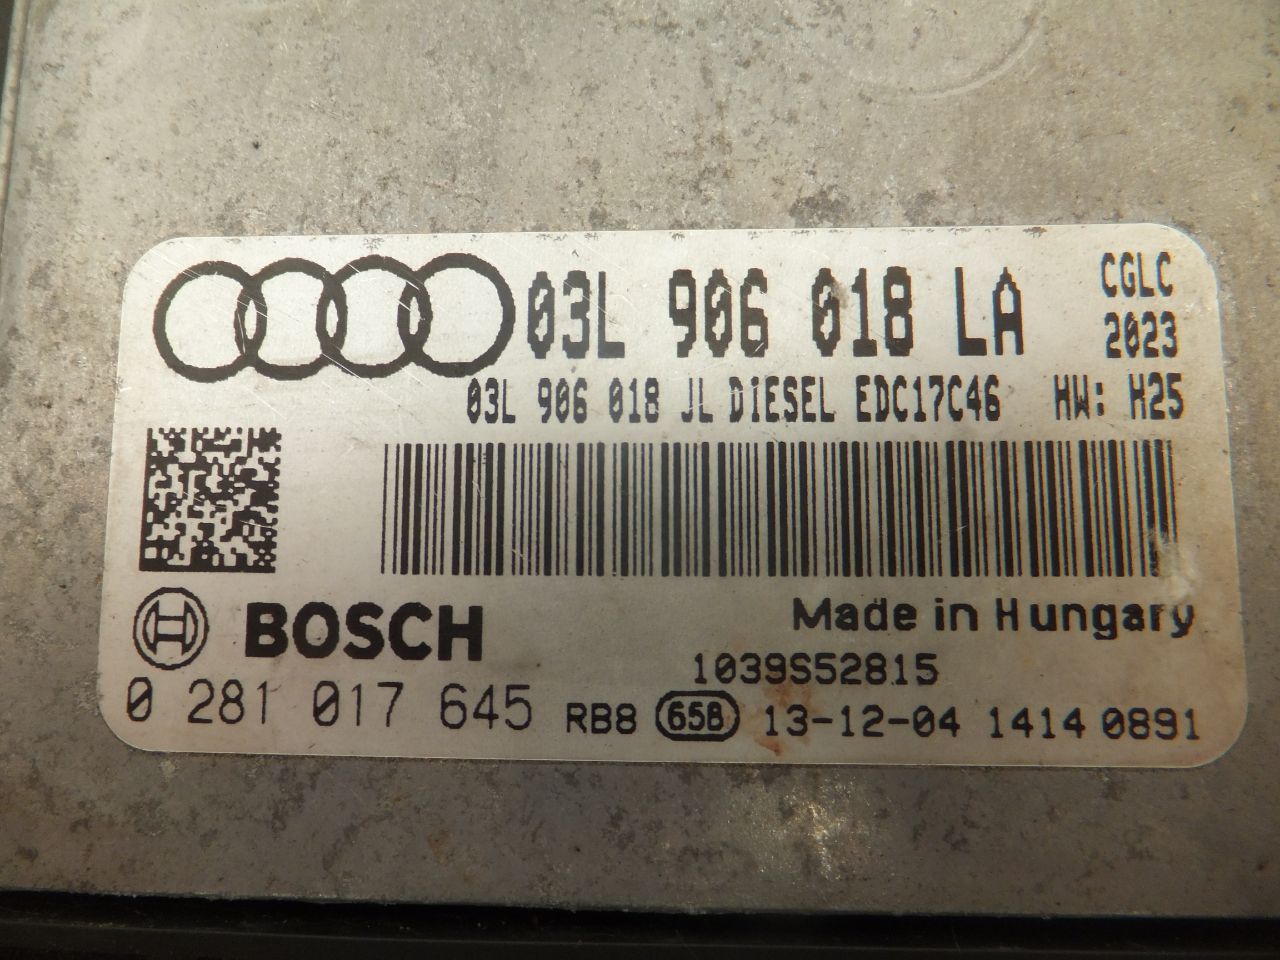 03L 906 018 LA CGLC
2023
03L 906 018 JL DIESEL EDC17C46 HW: H25
BOSCH Made in Hungary
1039S52815
0 281 017 645 RB8 65B 13-12-04 1414 0891